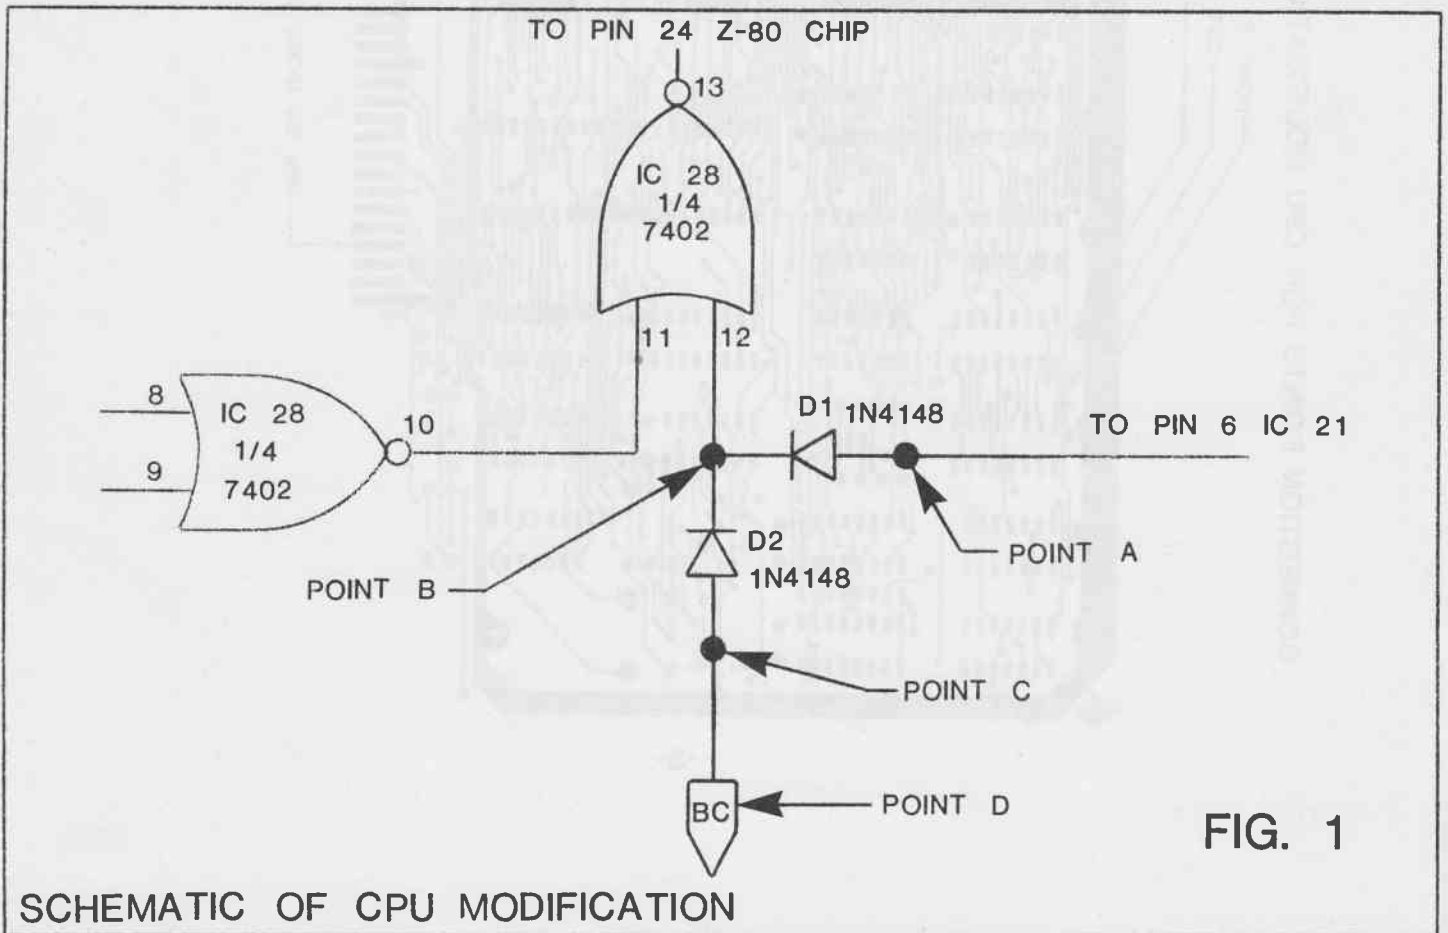 TO PIN 24 Z-80 CHIP
13
IC 28
1/4
7402
11
12
8
9
IC 28
1/4
7402
10
D1 1N4148
TO PIN 6 IC 21
POINT A
D2
1N4148
POINT B
POINT C
BC
POINT D
FIG. 1
SCHEMATIC OF CPU MODIFICATION